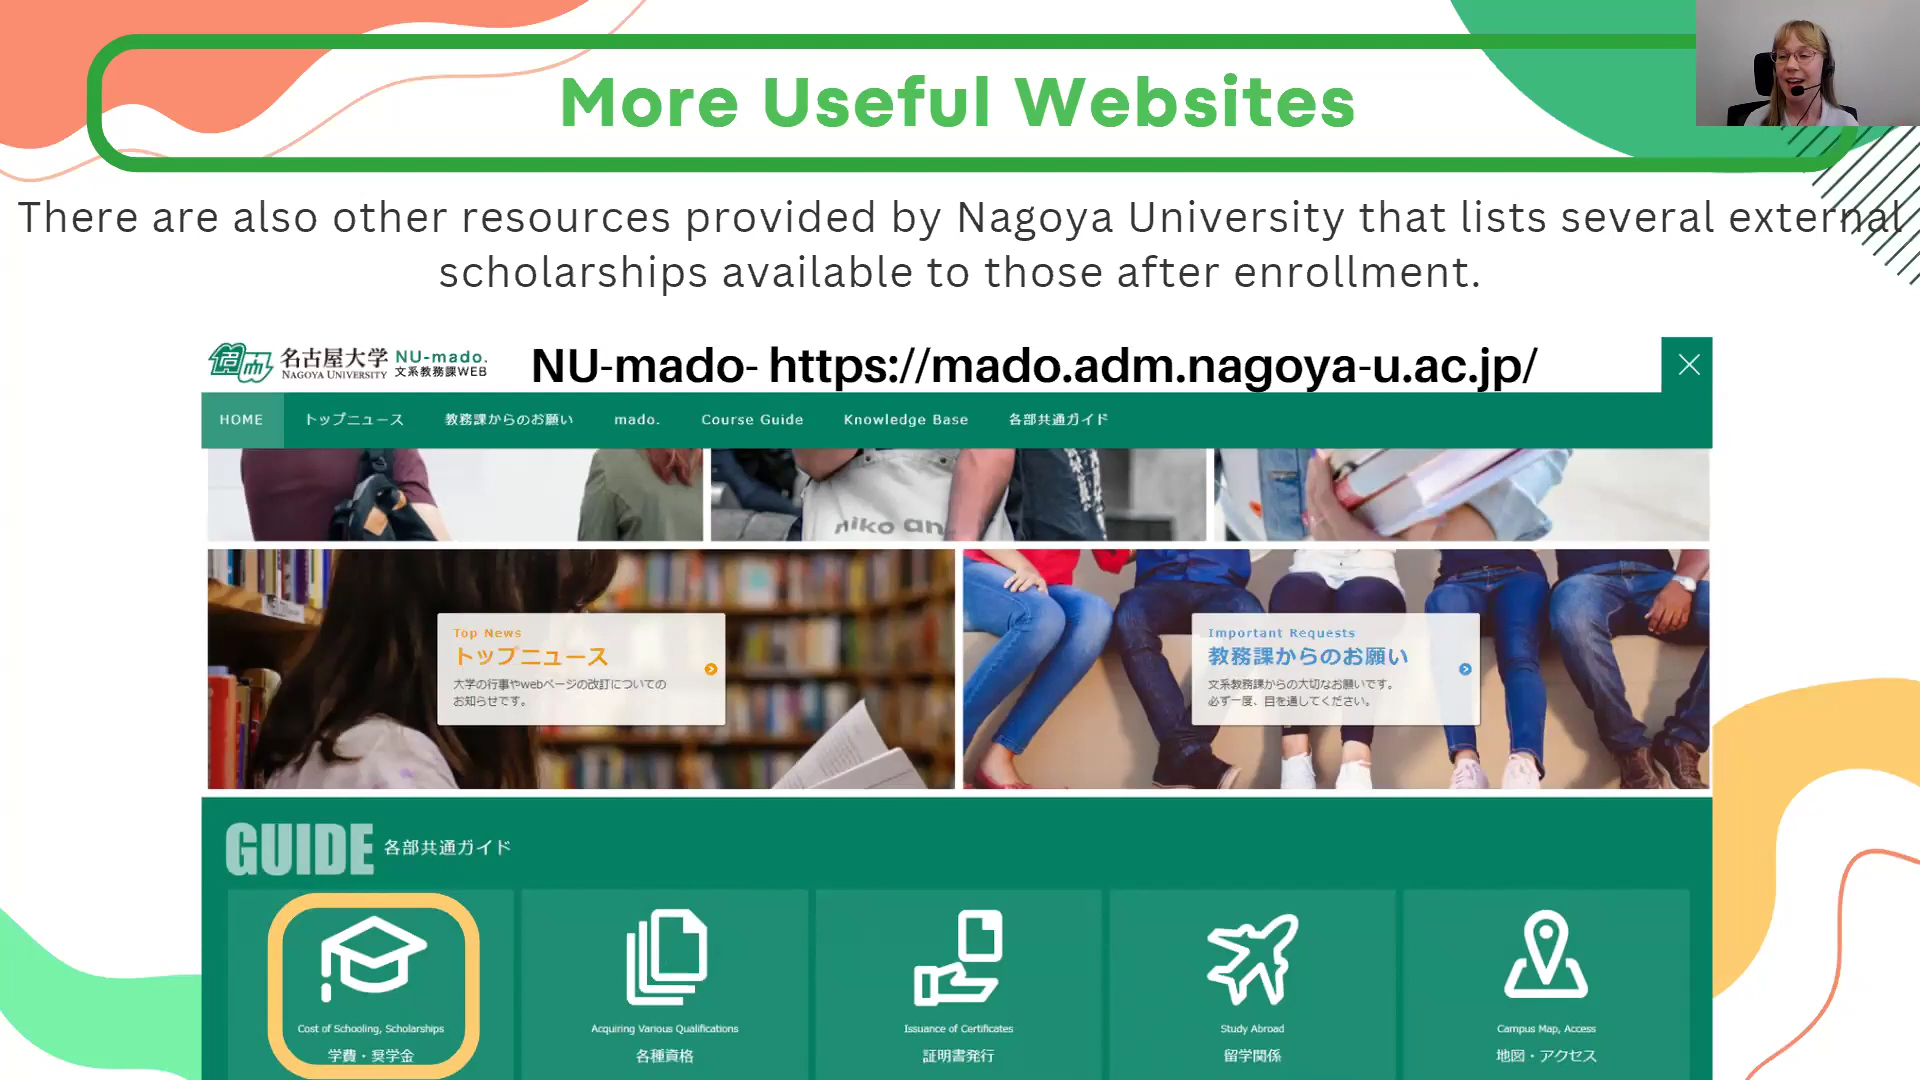 More Useful Websites
There are also other resources provided by Nagoya University that lists several external
scholarships available to those after enrollment.
名古屋大学
NAGOYA UNIVERSITY
NU-mado.
文系教務課WEB
NU-mado- https://mado.adm.nagoya-u.ac.jp/
HOME トップニュース 教務課からのお願い mado. Course Guide Knowledge Base 各部共通ガイド
niko an
Top News
トップニュース
大学の行事やwebページの改訂についての
お知らせです。
Important Requests
教務課からのお願い
文系教務課からの大切なお願いです。
必ず一度、目を通してください。
GUIDE 各部共通ガイド
Cost of Schooling, Scholarships
学費・奨学金
Acquiring Various Qualifications
各種資格
Issuance of Certificates
証明書発行
Study Abroad
留学関係
Campus Map, Access
地図・アクセス